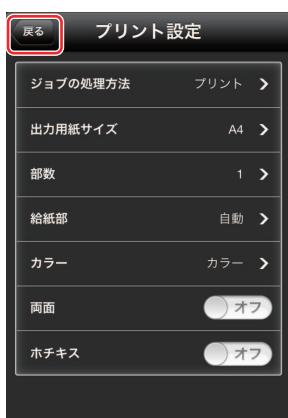 戻る プリント設定
ジョブの処理方法 プリント
出力用紙サイズ A4
部数 1
給紙部 自動
カラー カラー
両面 オフ
ホチキス オフ